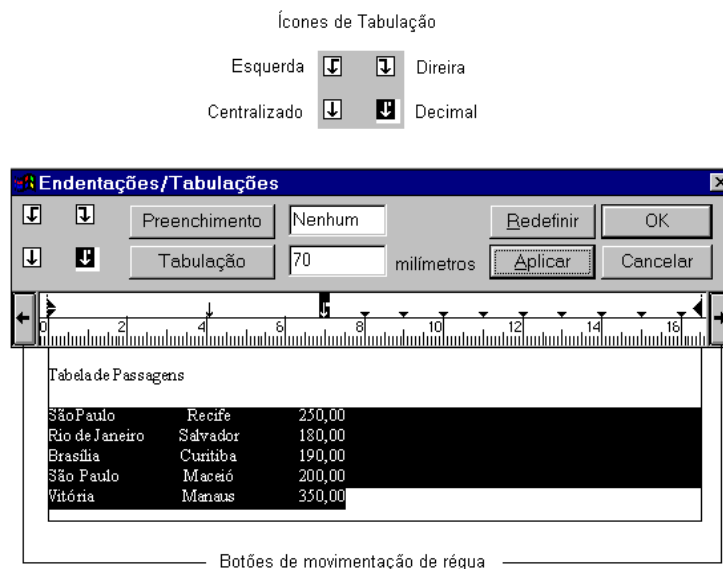 Ícones de Tabulação
Esquerda Direira
Centralizado Decimal
Endentações/Tabulações
Preenchimento Nenhum Redefinir OK
Tabulação 70 milímetros Aplicar Cancelar
0 2 4 6 8 10 12 14 16
Tabela de Passagens
São Paulo Recife 250,00
Rio de Janeiro Salvador 180,00
Brasília Curitiba 190,00
São Paulo Maceió 200,00
Vitória Manaus 350,00
Botões de movimentação de régua